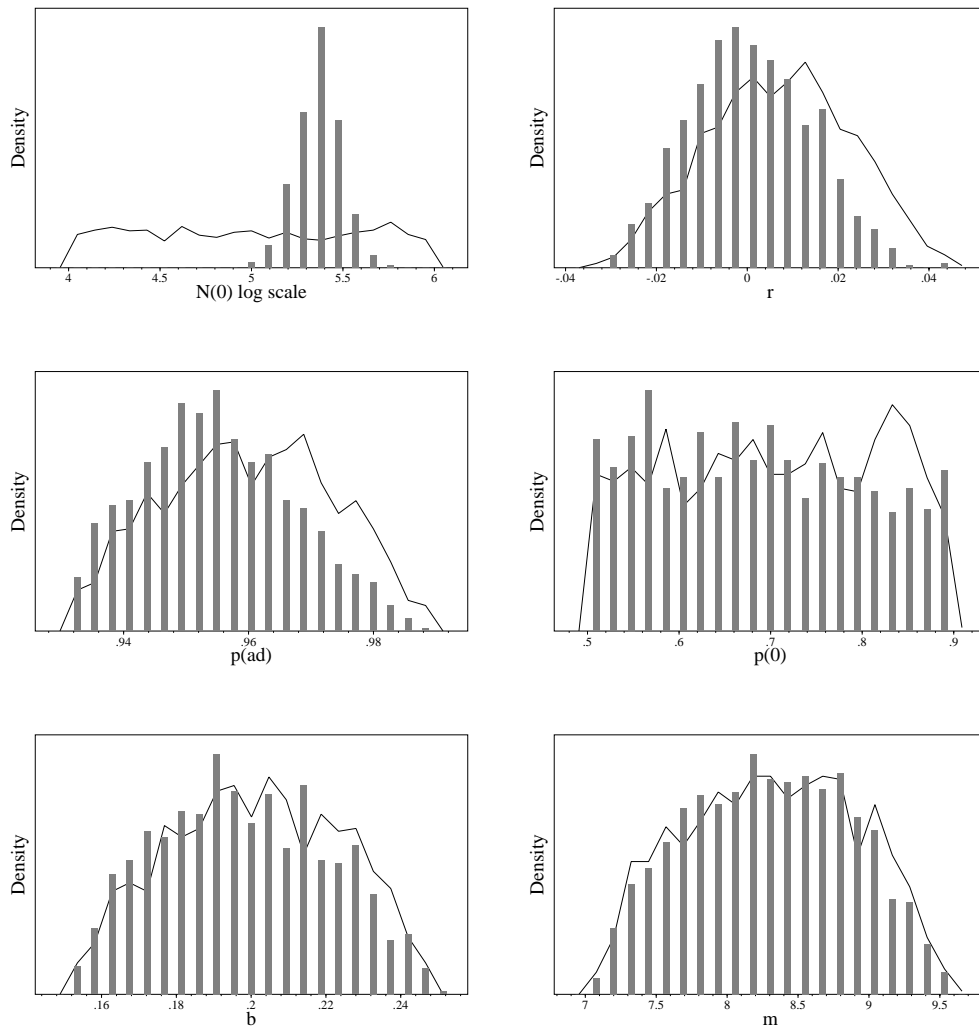 Density
4 4.5 5 5.5 6
N(0) log scale
Density
-.04 -.02 0 .02 .04
r
Density
.94 .96 .98
p(ad)
Density
.5 .6 .7 .8 .9
p(0)
Density
.16 .18 .2 .22 .24
b
Density
7 7.5 8 8.5 9 9.5
m